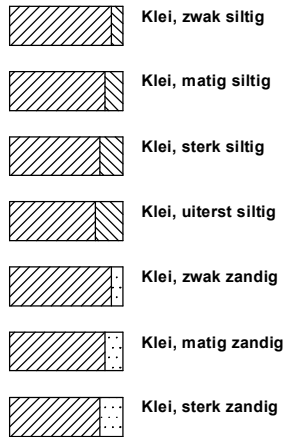 Klei, zwak siltig
Klei, matig siltig
Klei, sterk siltig
Klei, uiterst siltig
Klei, zwak zandig
Klei, matig zandig
Klei, sterk zandig